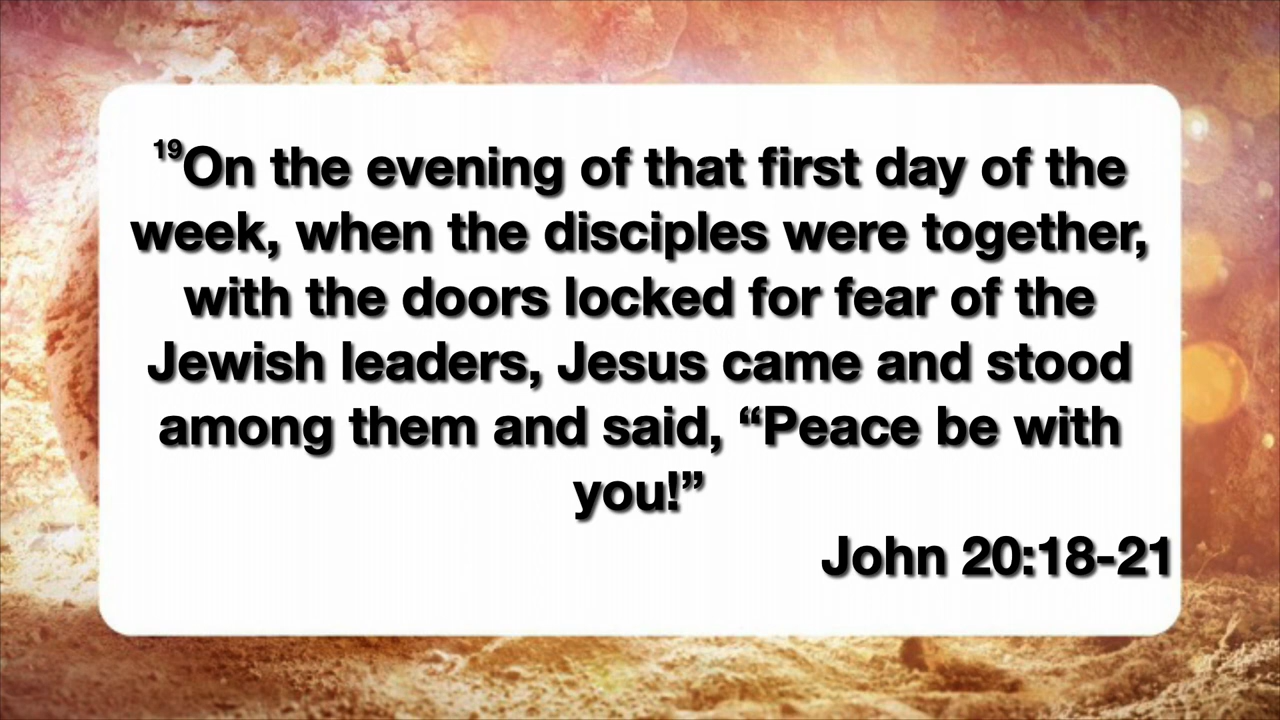 19On the evening of that first day of the
week, when the disciples were together,
with the doors locked for fear of the
Jewish leaders, Jesus came and stood
among them and said, “Peace be with
you!”
John 20:18-21